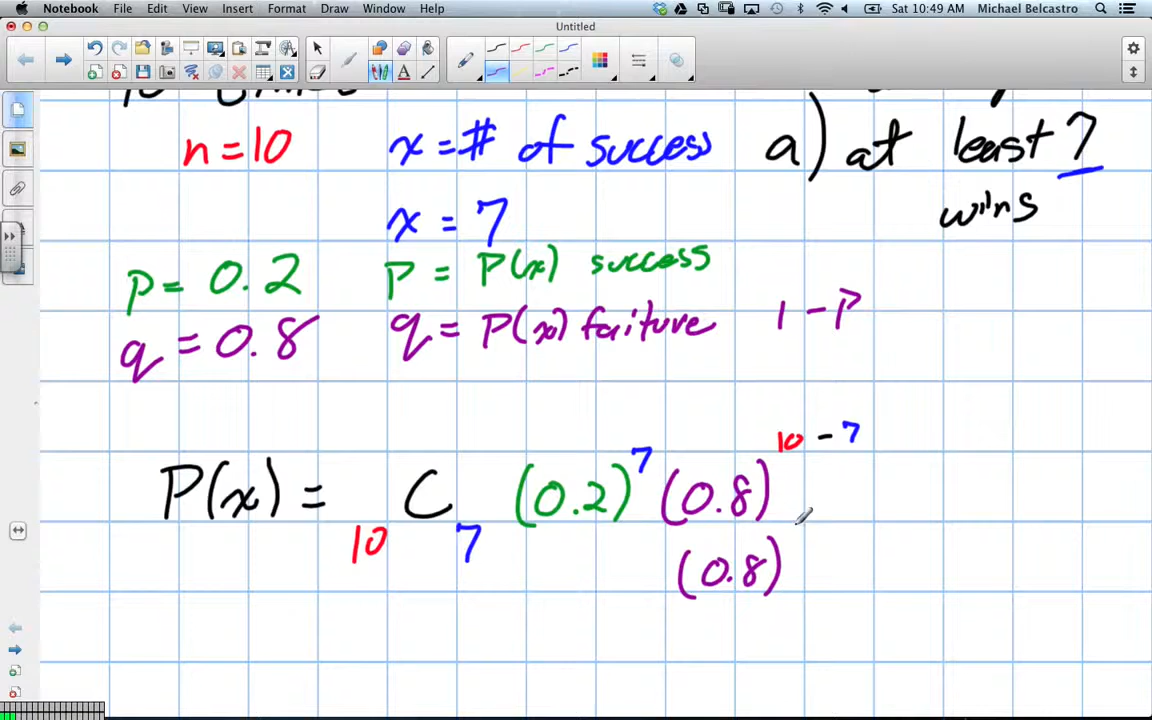 Notebook File Edit View Insert Format Tools Draw Window Help Sat 10:49 AM Michael Belcastro
Untitled
n = 10
x = # of success
a) at least 7
wins
x = 7
p = 0.2
p = P(x) success
q = 0.8
q = P(x) failure 1 - P
P(x) = 10 C 7 (0.2)^7 (0.8)^10 - 7
(0.8)